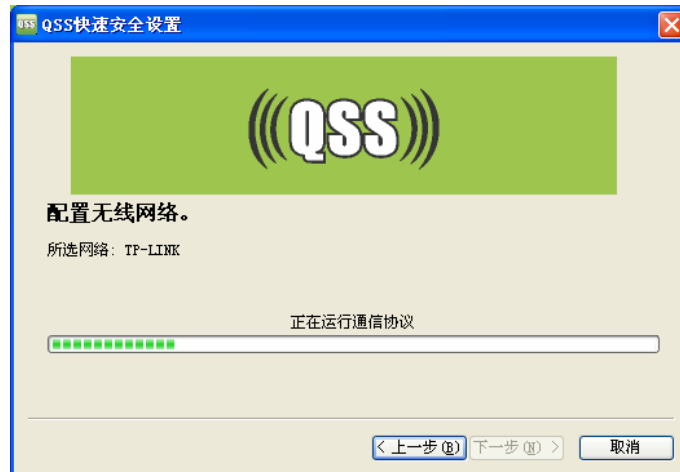 QSS QSS快速安全设置
(((QSS)))
配置无线网络。
所选网络: TP-LINK
正在运行通信协议
< 上一步(B) 下一步(N) > 取消